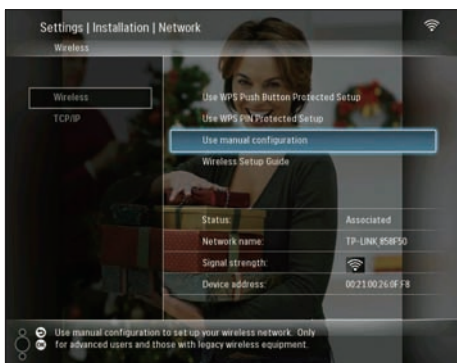 Settings | Installation | Network
Wireless
Wireless
TCP/IP
Use WPS Push Button Protected Setup
Use WPS PIN Protected Setup
Use manual configuration
Wireless Setup Guide
Status: Associated
Network name: TP-LINK_858F50
Signal strength:
Device address: 00:21:00:26:0F:F8
Use manual configuration to set up your wireless network. Only
for advanced users and those with legacy wireless equipment.